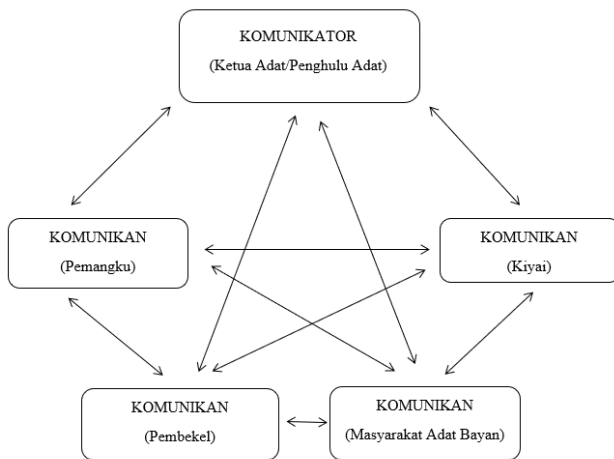 KOMUNIKATOR
(Ketua Adat/Penghulu Adat)
KOMUNIKAN
(Pemangku)
KOMUNIKAN
(Kiyai)
KOMUNIKAN
(Pembekel)
KOMUNIKAN
(Masyarakat Adat Bayan)